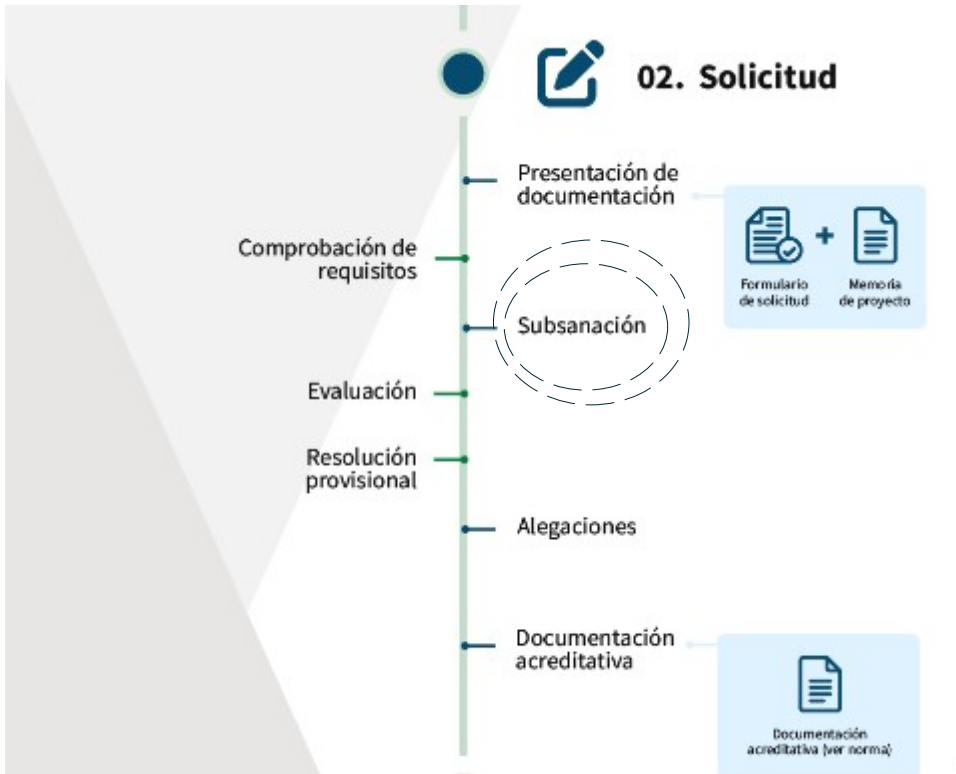 02. Solicitud
Presentación de
documentación
Formulario
de solicitud
+
Memoria
de proyecto
Comprobación de
requisitos
Subsanación
Evaluación
Resolución
provisional
Alegaciones
Documentación
acreditativa
Documentación
acreditativa (ver norma)